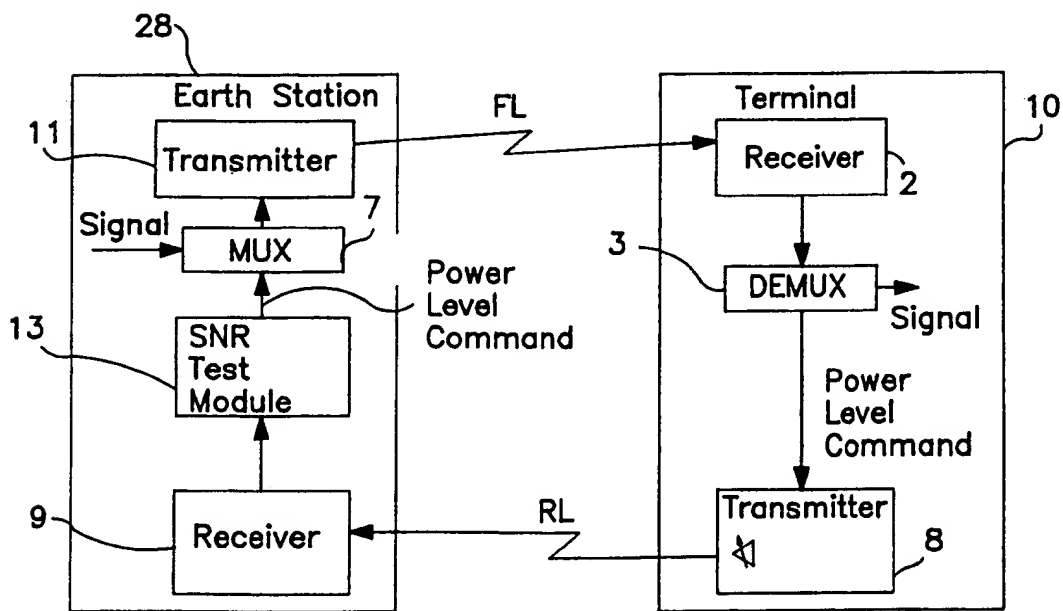 28
Earth Station
11
Transmitter
FL
Terminal
10
Receiver
2
Signal
7
MUX
3
DEMUX
Signal
Power
Level
Command
13
SNR
Test
Module
Power
Level
Command
9
Receiver
RL
Transmitter
8